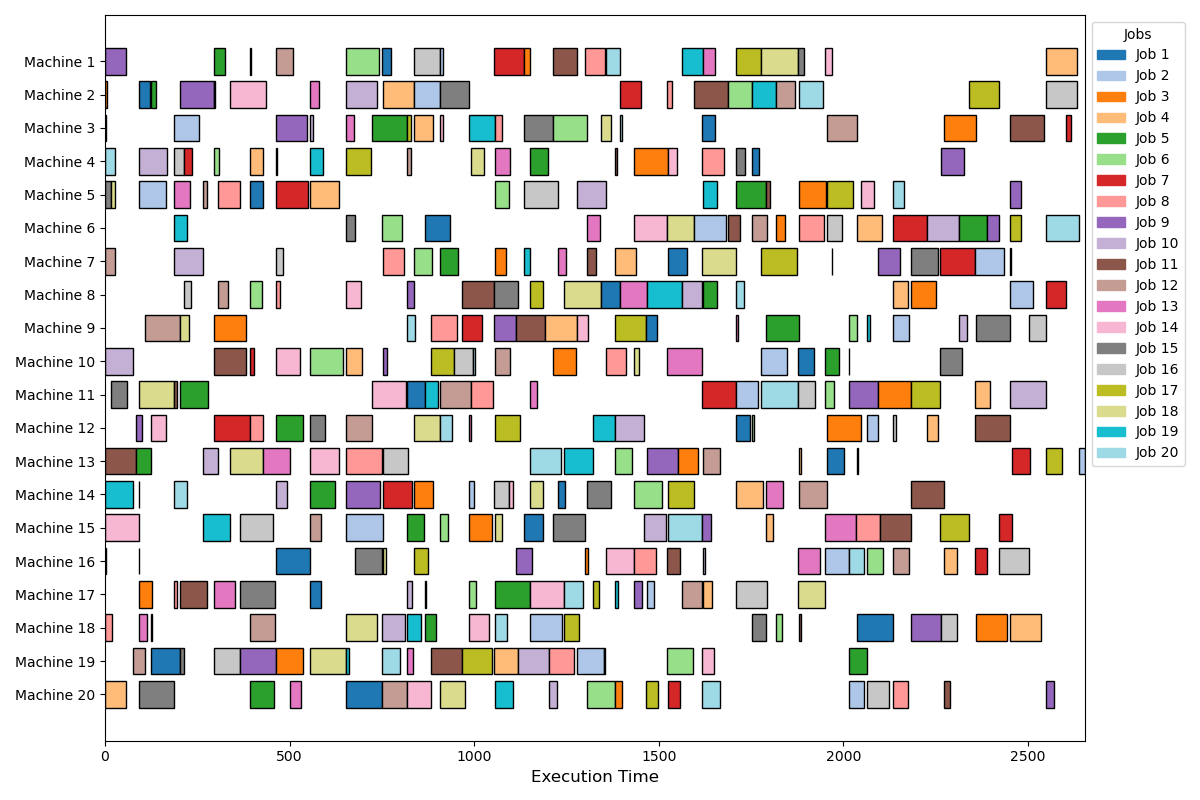 Machine 1
Machine 2
Machine 3
Machine 4
Machine 5
Machine 6
Machine 7
Machine 8
Machine 9
Machine 10
Machine 11
Machine 12
Machine 13
Machine 14
Machine 15
Machine 16
Machine 17
Machine 18
Machine 19
Machine 20
0 500 1000 1500 2000 2500
Execution Time
Jobs
Job 1
Job 2
Job 3
Job 4
Job 5
Job 6
Job 7
Job 8
Job 9
Job 10
Job 11
Job 12
Job 13
Job 14
Job 15
Job 16
Job 17
Job 18
Job 19
Job 20